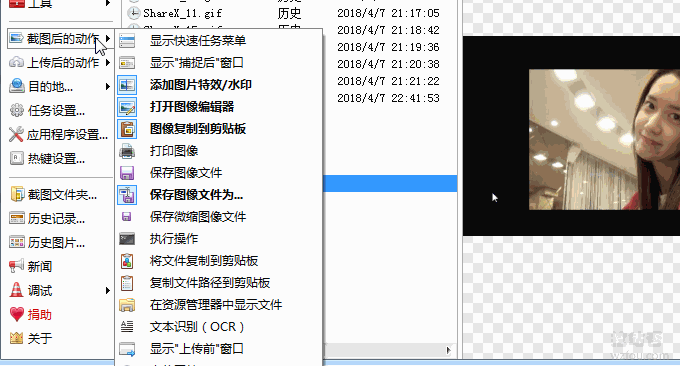 工具
截图后的动作
上传后的动作
目的地...
任务设置...
应用程序设置...
热键设置...
截图文件夹...
历史记录...
历史图片...
新闻
调试
捐助
关于
显示快速任务菜单
显示"捕捉后"窗口
添加图片特效/水印
打开图像编辑器
图像复制到剪贴板
打印图像
保存图像文件
保存图像文件为...
保存微缩图像文件
执行操作
将文件复制到剪贴板
复制文件路径到剪贴板
在资源管理器中显示文件
文本识别（OCR）
显示"上传前"窗口
ShareX_11.gif 历史 2018/4/7 21:17:05
2018/4/7 21:18:42
2018/4/7 21:19:36
2018/4/7 21:20:38
2018/4/7 21:21:22
2018/4/7 22:41:53